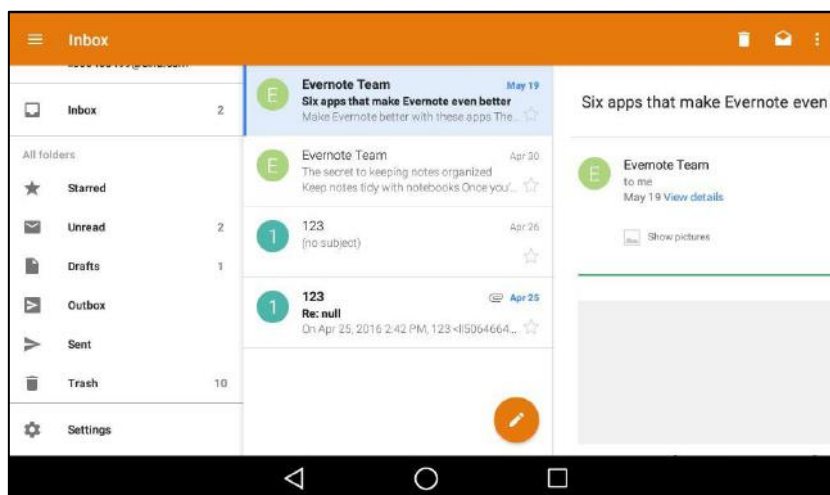 Inbox
Inbox 2
All folders
Starred
Unread 2
Drafts 1
Outbox
Sent
Trash 10
Settings
E
Evernote Team May 19
Six apps that make Evernote even better
Make Evernote better with these apps The...
E
Evernote Team Apr 30
The secret to keeping notes organized
Keep notes tidy with notebooks Once you'...
1
123 Apr 26
(no subject)
1
123 Apr 25
Re: null
On Apr 25, 2016 2:42 PM, 123 <li5064664...
Six apps that make Evernote even
E
Evernote Team
to me
May 19 View details
Show pictures